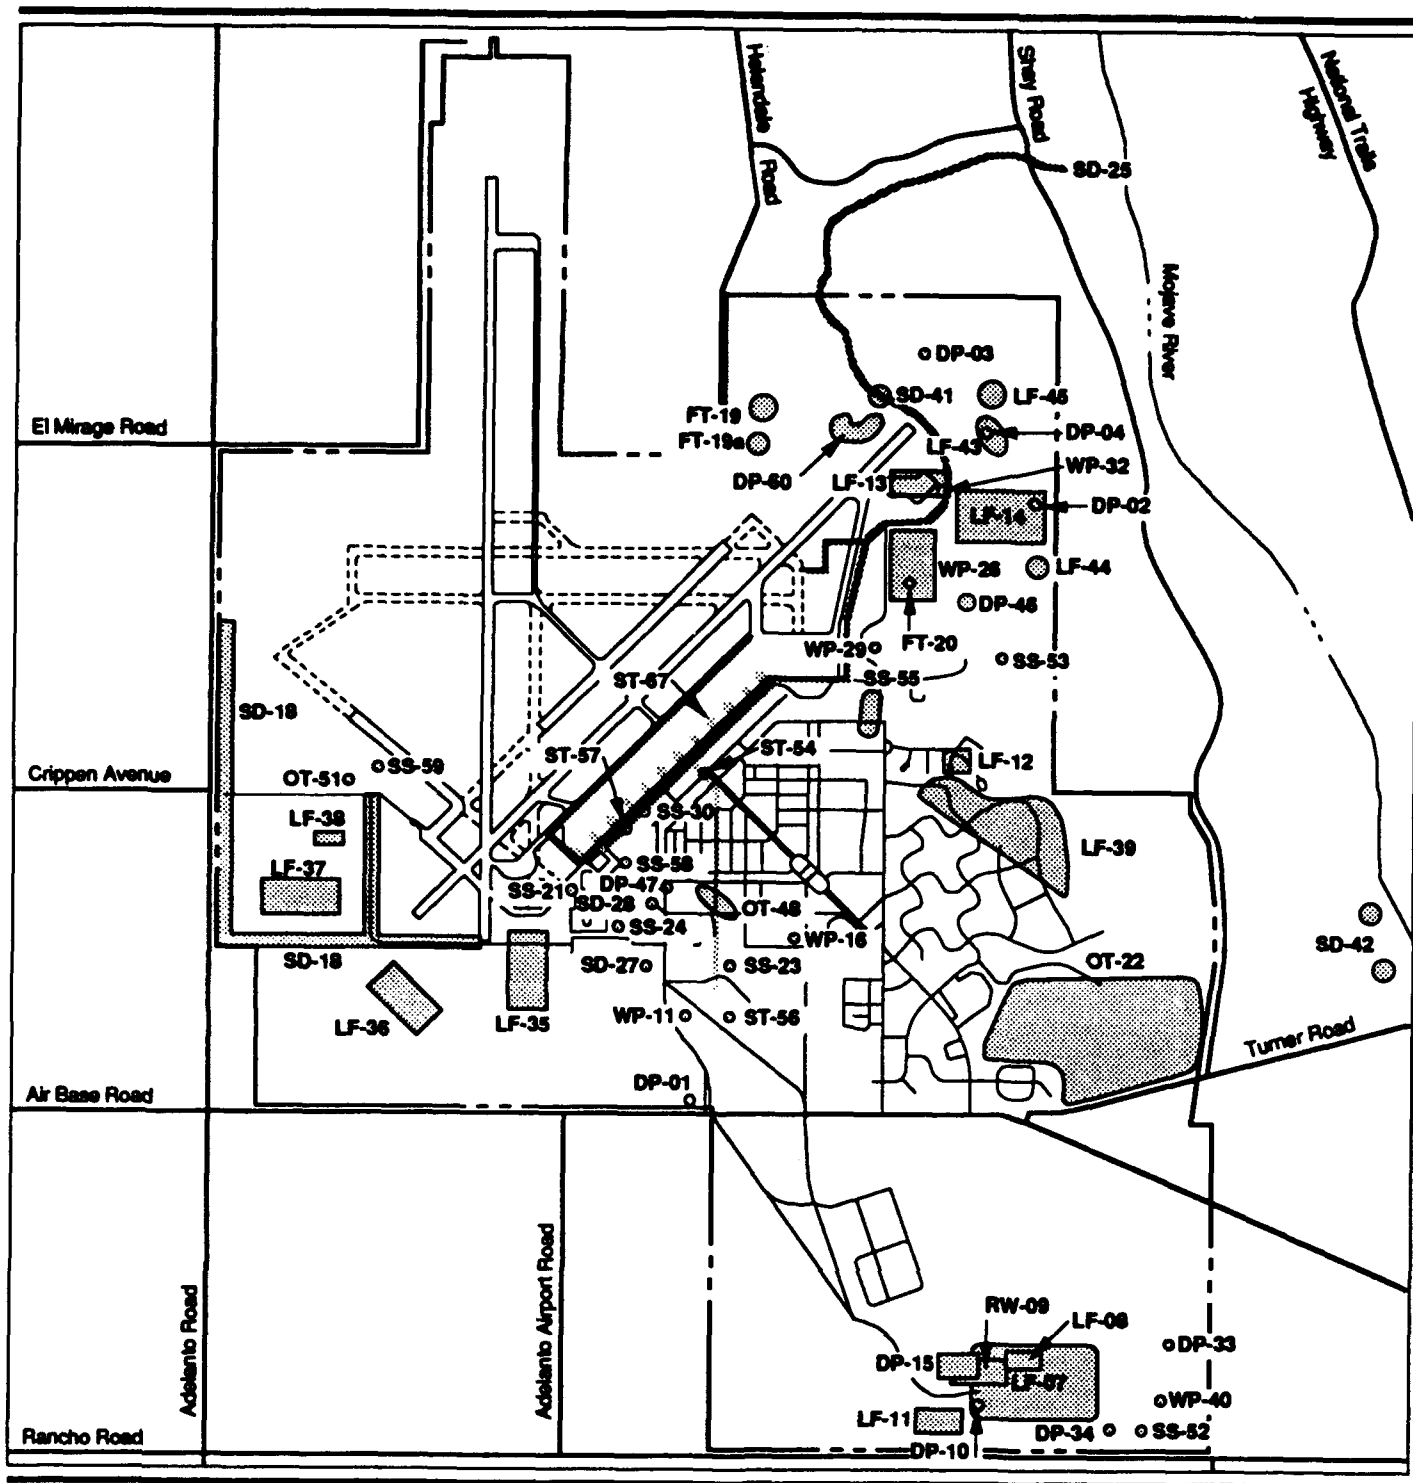 Helendale
Road
Shay Road
National Trails
Highway
SD-25
Mojave River
DP-03
SD-41
LF-45
FT-19
El Mirage Road
FT-19a
LF-43
DP-04
DP-60
LF-13
WP-32
LF-14
DP-02
WP-26
LF-44
DP-46
WP-29
FT-20
SS-53
ST-67
SS-55
SD-18
ST-57
ST-54
Crippen Avenue
OT-51
SS-59
LF-12
LF-38
SS-30
LF-37
SS-58
LF-39
SS-21
DP-47
SD-28
OT-48
SS-24
WP-16
SD-42
SD-18
SD-27
SS-23
OT-22
LF-36
LF-35
WP-11
ST-56
Turner Road
Air Base Road
DP-01
Adelanto Road
Adelanto Airport Road
RW-09
LF-08
DP-33
DP-15
LF-07
WP-40
LF-11
DP-34
SS-52
Rancho Road
DP-10